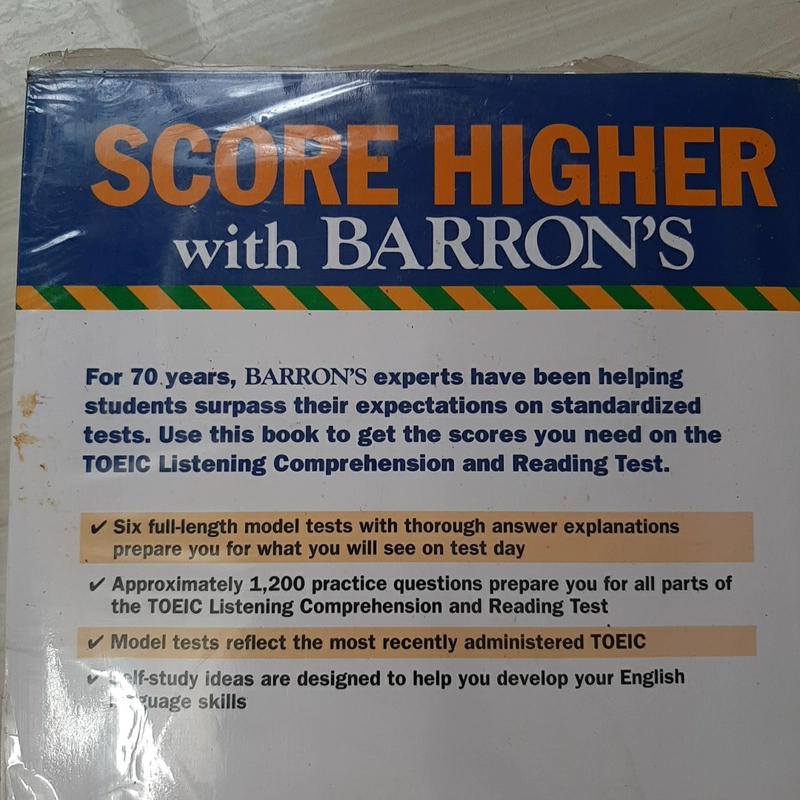 SCORE HIGHER
with BARRON'S
For 70 years, BARRON'S experts have been helping
students surpass their expectations on standardized
tests. Use this book to get the scores you need on the
TOEIC Listening Comprehension and Reading Test.
✔ Six full-length model tests with thorough answer explanations
prepare you for what you will see on test day
✔ Approximately 1,200 practice questions prepare you for all parts of
the TOEIC Listening Comprehension and Reading Test
✔ Model tests reflect the most recently administered TOEIC
✔ Self-study ideas are designed to help you develop your English
language skills